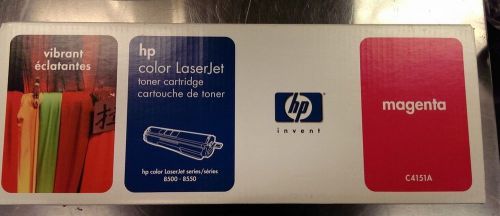 vibrant
éclatantes
hp
color LaserJet
toner cartridge
cartouche de toner
hp color LaserJet series/séries
8500 - 8550
hp
invent
magenta
C4151A